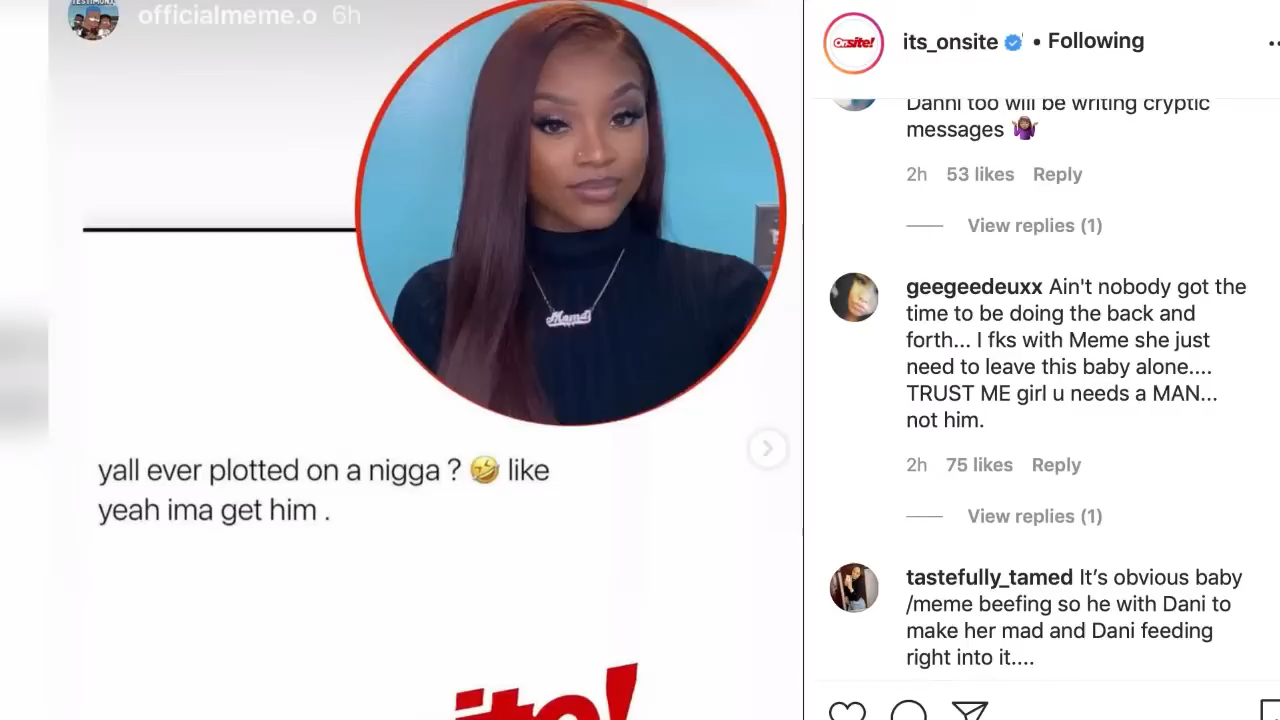 TESTIMONY
officialmeme.o 6h
Meme
yall ever plotted on a nigga ? 🤣 like
yeah ima get him .
ite!
Onsite!
its_onsite • Following
Danni too will be writing cryptic
messages 🤷🏾‍♀️
2h 53 likes Reply
View replies (1)
geegeedeuxx Ain't nobody got the
time to be doing the back and
forth... I fks with Meme she just
need to leave this baby alone....
TRUST ME girl u needs a MAN...
not him.
2h 75 likes Reply
View replies (1)
tastefully_tamed It's obvious baby
/meme beefing so he with Dani to
make her mad and Dani feeding
right into it....